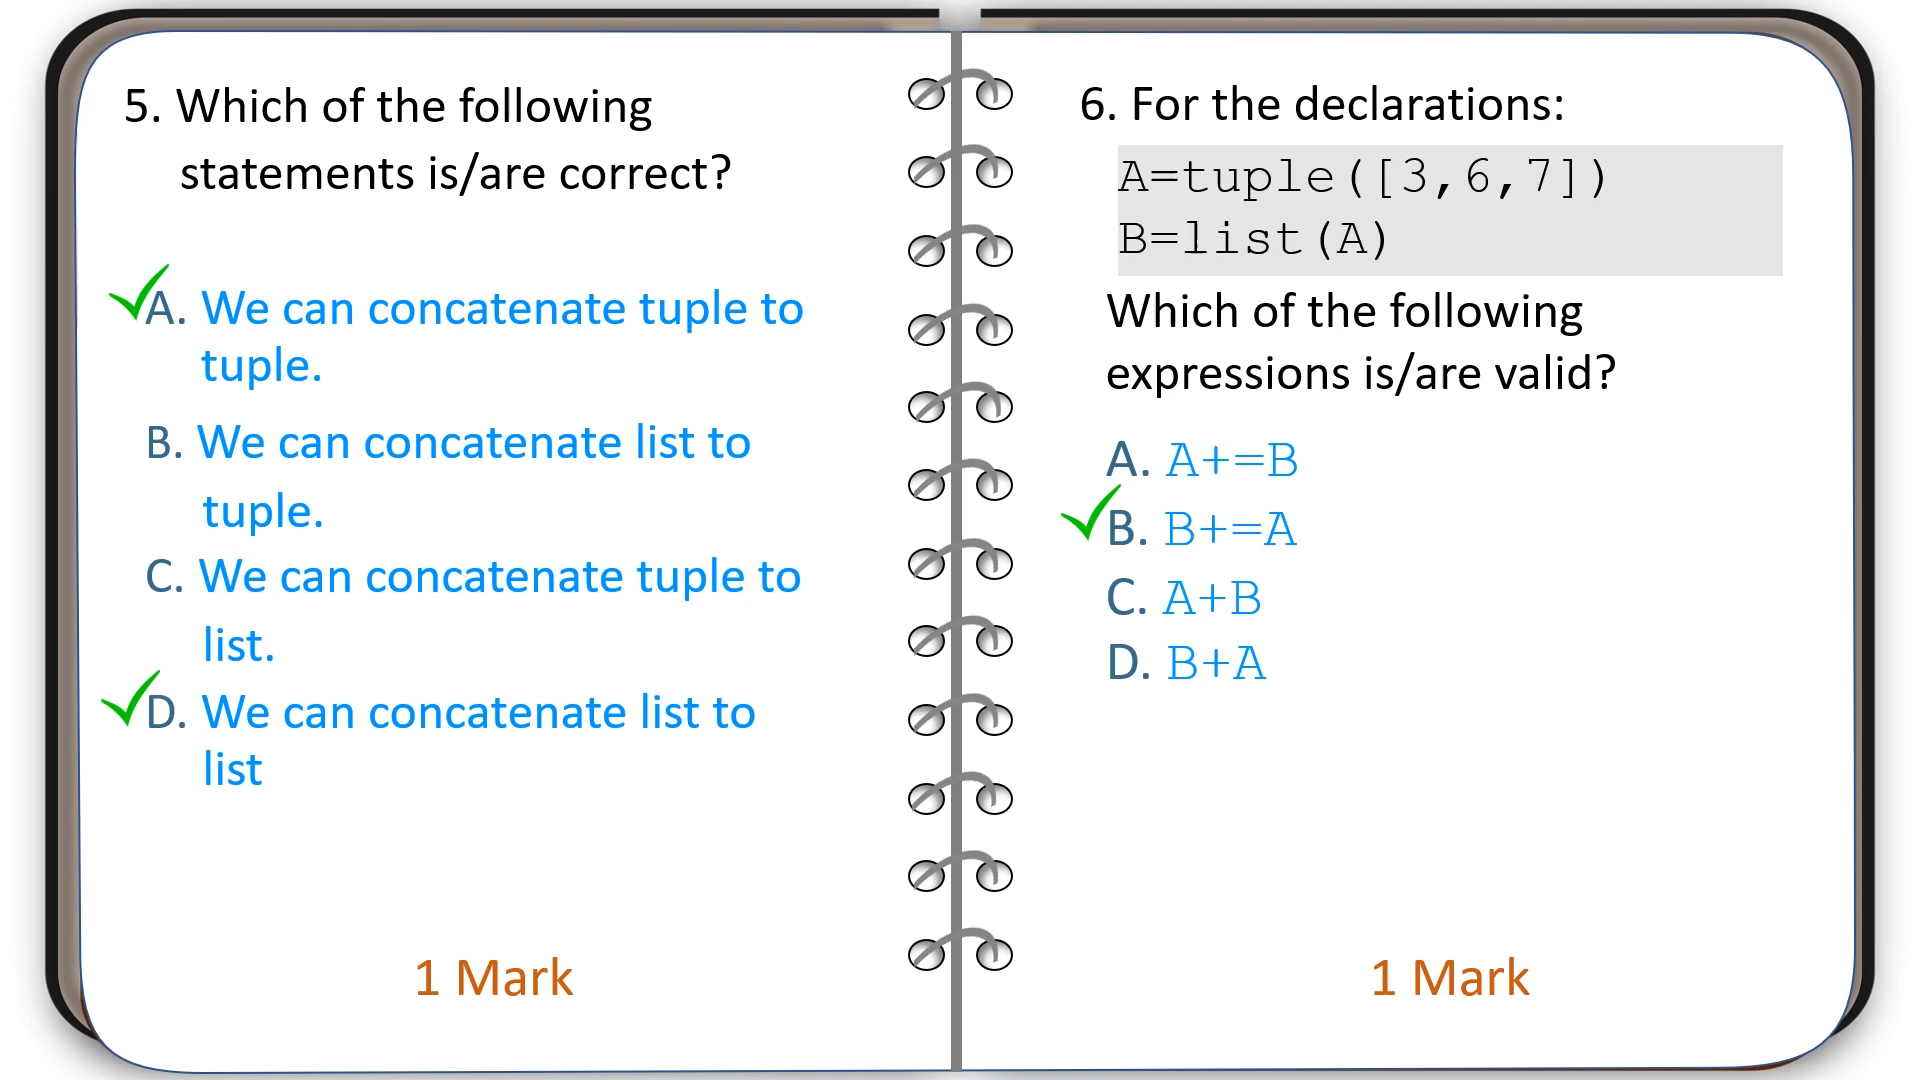 5. Which of the following
statements is/are correct?
A. We can concatenate tuple to
tuple.
B. We can concatenate list to
tuple.
C. We can concatenate tuple to
list.
D. We can concatenate list to
list
1 Mark
6. For the declarations:
A=tuple([3,6,7])
B=list(A)
Which of the following
expressions is/are valid?
A. A+=B
B. B+=A
C. A+B
D. B+A
1 Mark